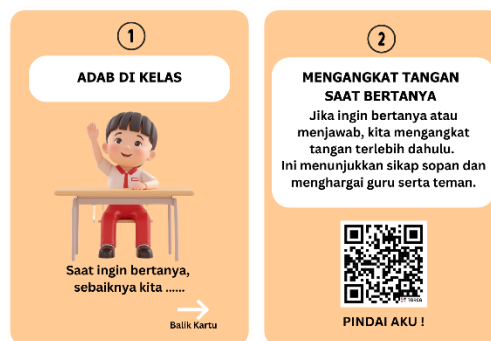 1
ADAB DI KELAS
Saat ingin bertanya,
sebaiknya kita ......
Balik Kartu
2
MENGANGKAT TANGAN
SAAT BERTANYA
Jika ingin bertanya atau
menjawab, kita mengangkat
tangan terlebih dahulu.
Ini menunjukkan sikap sopan dan
menghargai guru serta teman.
PINDAI AKU !